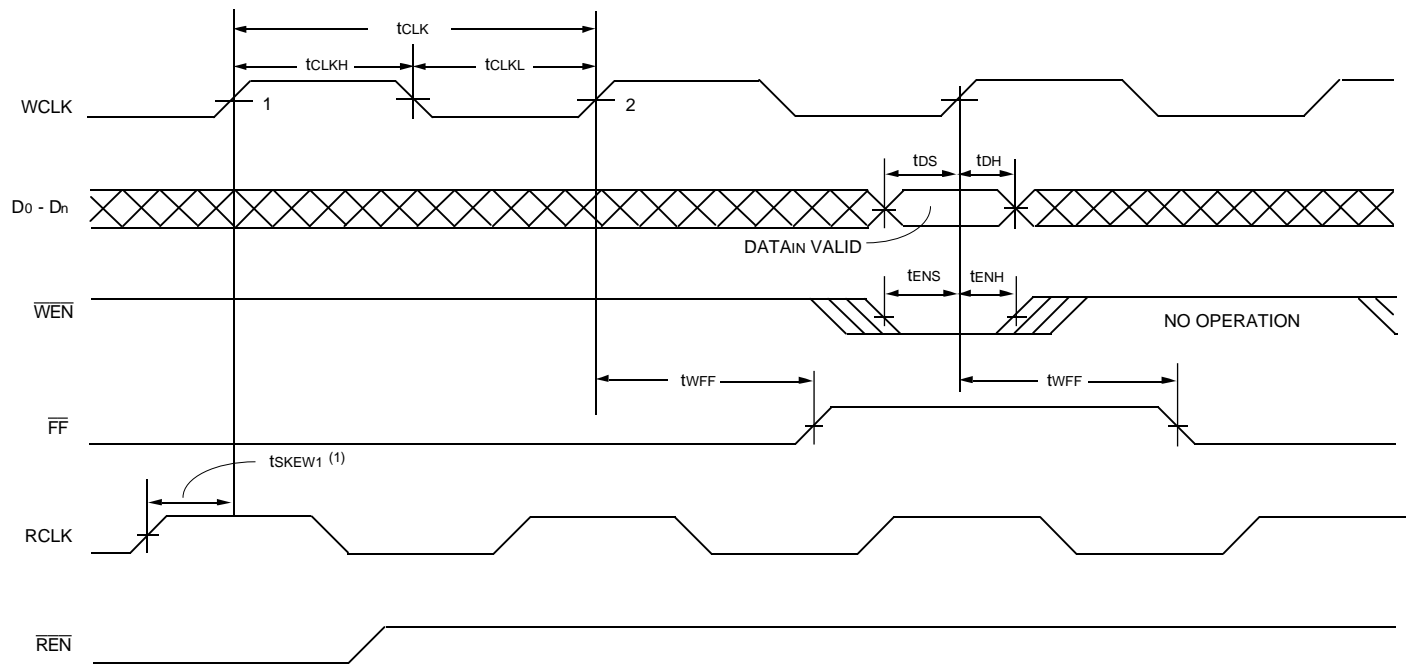 tCLK
tCLKH
tCLKL
WCLK
1
2
tDS
tDH
D0 - Dn
DATAIN VALID
tENS
tENH
WEN
NO OPERATION
tWFF
tWFF
FF
tSKEW1 (1)
RCLK
REN